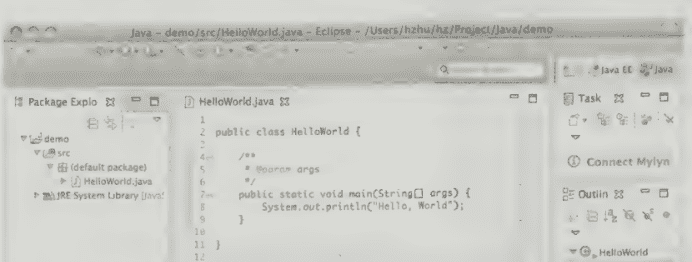 Java - demo/src/HelloWorld.java - Eclipse - /Users/hzhu/hz/Project/Java/demo
Java EE Java
Package Explo
demo
src
(default package)
HelloWorld.java
JRE System Library [JavaS
HelloWorld.java
1
2 public class HelloWorld {
3
4 /**
5 * @param args
6 */
7 public static void main(String[] args) {
8 System.out.println("Hello, World");
9 }
10
11 }
12
Task
Connect Mylyn
Outlin
HelloWorld